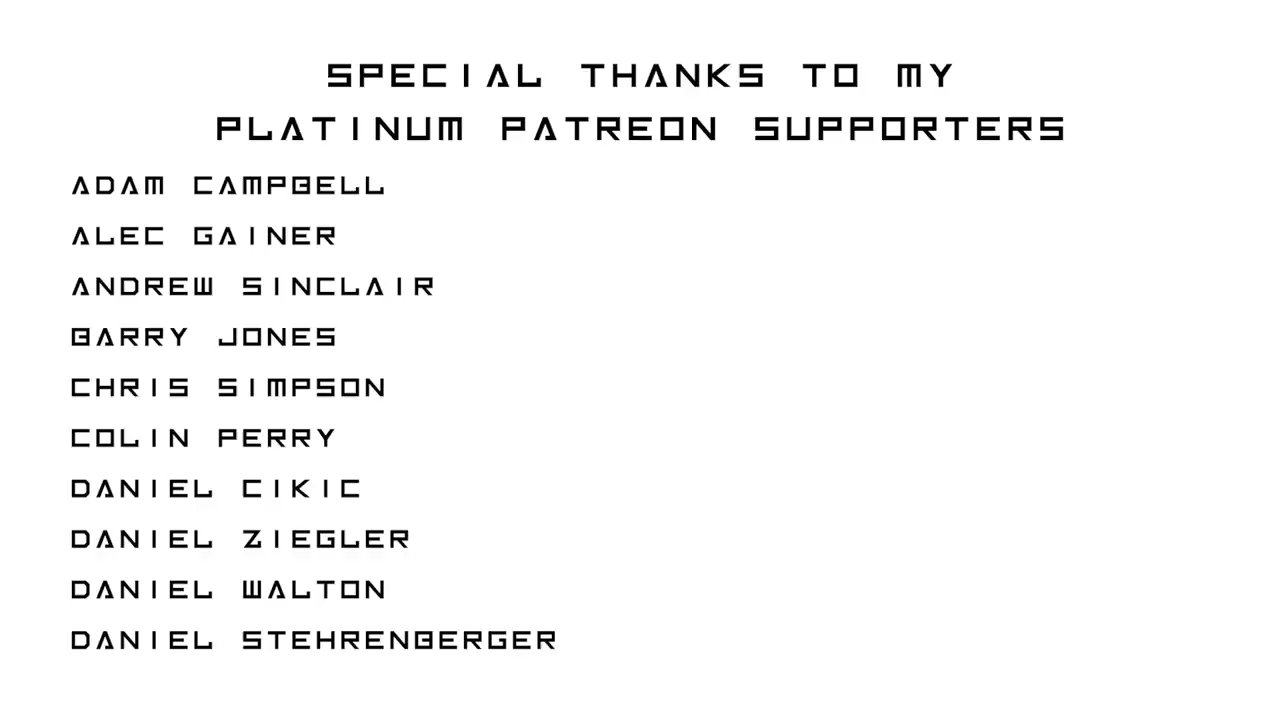 SPECIAL THANKS TO MY
PLATINUM PATREON SUPPORTERS
ADAM CAMPBELL
ALEC GAINER
ANDREW SINCLAIR
BARRY JONES
CHRIS SIMPSON
COLIN PERRY
DANIEL CIKIC
DANIEL ZIEGLER
DANIEL WALTON
DANIEL STEHRENBERGER